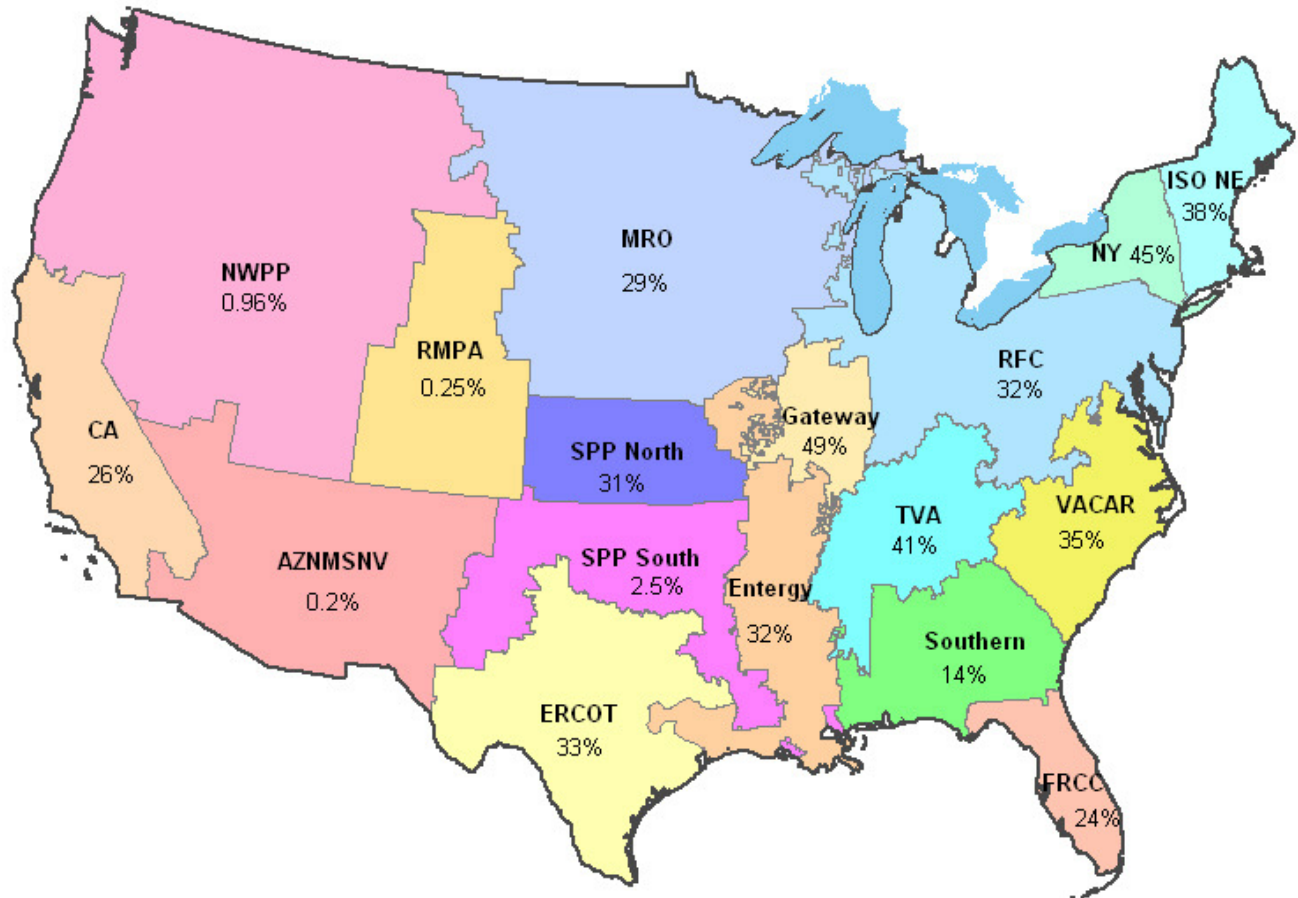 ISO NE
38%
NY 45%
MRO
29%
NWPP
0.96%
RMPA
0.25%
RFC
32%
Gateway
49%
CA
26%
SPP North
31%
TVA
41%
VACAR
35%
AZNMSNV
0.2%
SPP South
2.5%
Entergy
32%
Southern
14%
ERCOT
33%
FRCC
24%